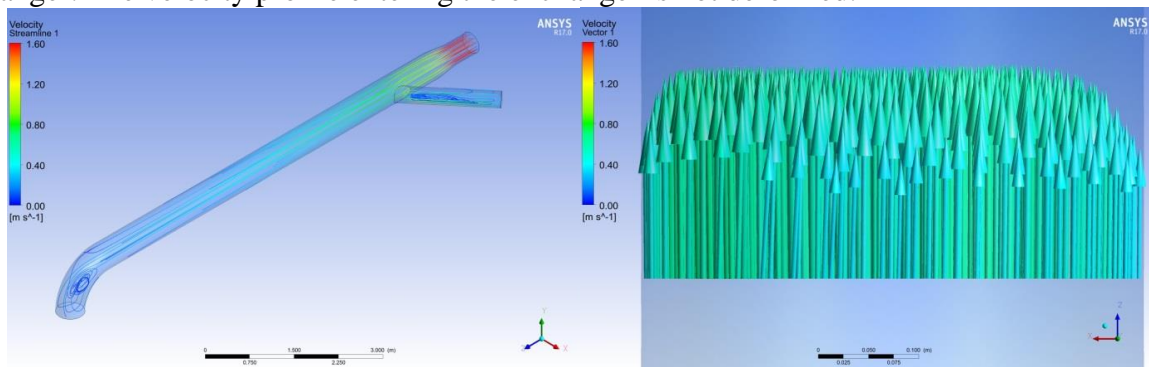 Velocity
Streamline 1
1.60
1.20
0.80
0.40
0.00
[m s^-1]
ANSYS
R17.0
0 1.500 3.000 (m)
0.750 2.250
Y
Z X
Velocity
Vector 1
1.60
1.20
0.80
0.40
0.00
[m s^-1]
ANSYS
R17.0
0 0.050 0.100 (m)
0.025 0.075
Z
X